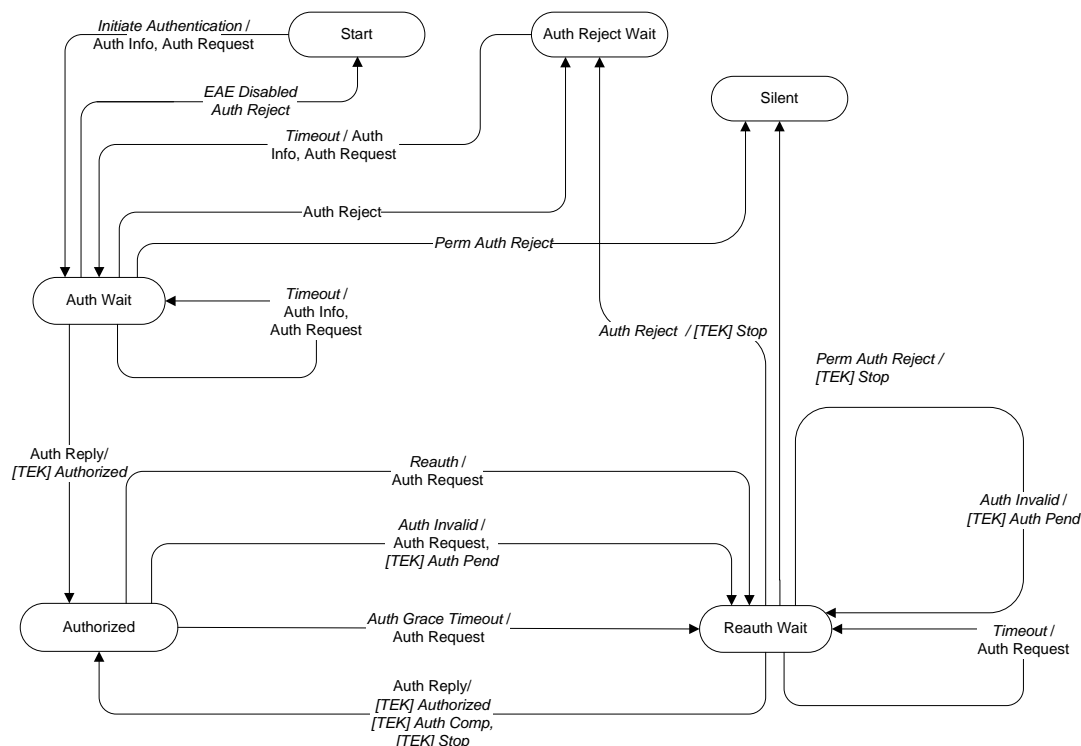 Initiate Authentication /
Auth Info, Auth Request
Start
Auth Reject Wait
EAE Disabled
Auth Reject
Silent
Timeout / Auth
Info, Auth Request
Auth Reject
Perm Auth Reject
Auth Wait
Timeout /
Auth Info,
Auth Request
Auth Reject / [TEK] Stop
Perm Auth Reject /
[TEK] Stop
Auth Reply/
[TEK] Authorized
Reauth /
Auth Request
Auth Invalid /
[TEK] Auth Pend
Auth Invalid /
Auth Request,
[TEK] Auth Pend
Authorized
Auth Grace Timeout /
Auth Request
Reauth Wait
Timeout /
Auth Request
Auth Reply/
[TEK] Authorized
[TEK] Auth Comp,
[TEK] Stop